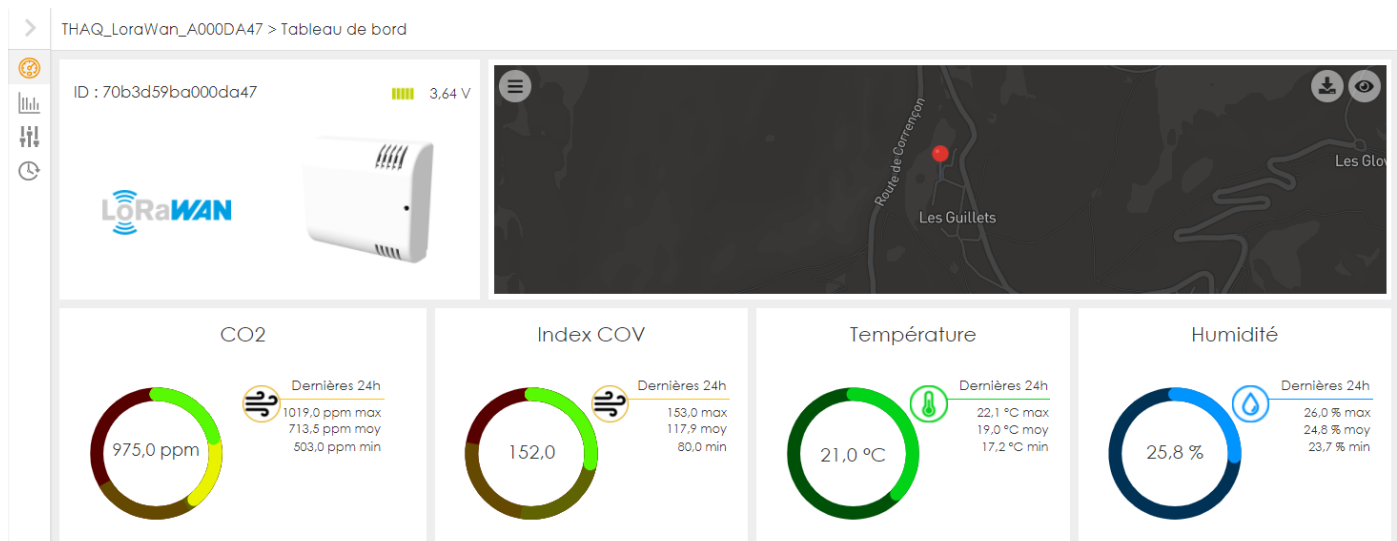 THAQ_LoraWan_A000DA47 > Tableau de bord
ID : 70b3d59ba000da47
3,64 V
LoRaWAN
Route de Corrençon
Les Guillets
CO2
Dernières 24h
1019,0 ppm max
713,5 ppm moy
503,0 ppm min
975,0 ppm
Index COV
Dernières 24h
153,0 max
117,9 moy
80,0 min
152,0
Température
Dernières 24h
22,1 °C max
19,0 °C moy
17,2 °C min
21,0 °C
Humidité
Dernières 24h
26,0 % max
24,8 % moy
23,7 % min
25,8 %